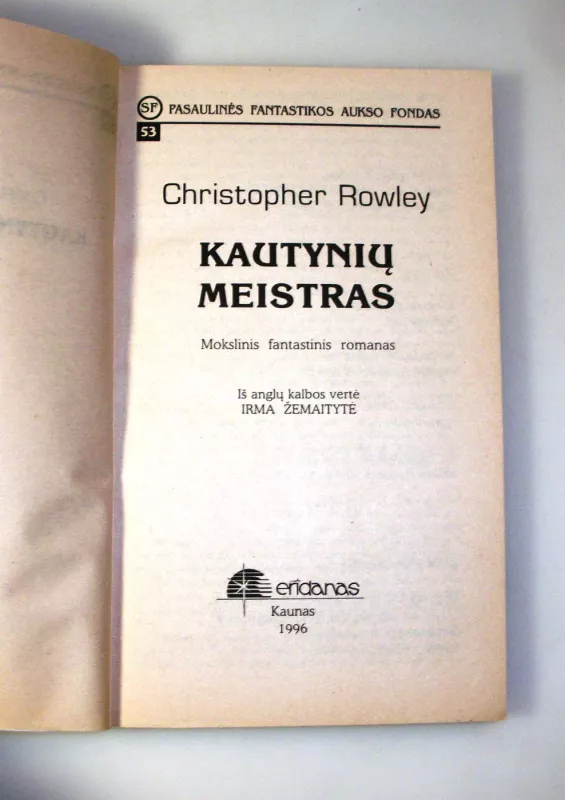 SF PASAULINĖS FANTASTIKOS AUKSO FONDAS
53
Christopher Rowley
KAUTYNIŲ
MEISTRAS
Mokslinis fantastinis romanas
Iš anglų kalbos vertė
IRMA ŽEMAITYTĖ
eridanas
Kaunas
1996